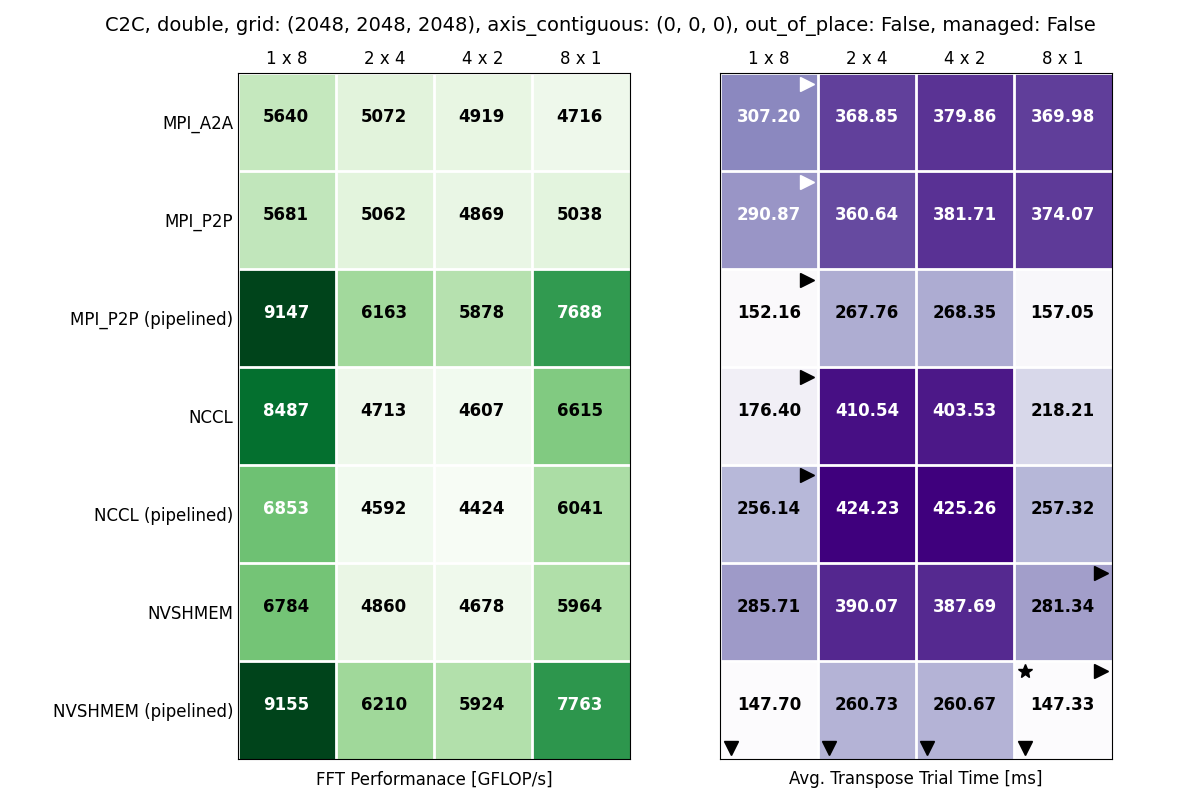 C2C, double, grid: (2048, 2048, 2048), axis_contiguous: (0, 0, 0), out_of_place: False, managed: False
1 x 8 2 x 4 4 x 2 8 x 1 1 x 8 2 x 4 4 x 2 8 x 1
MPI_A2A 5640 5072 4919 4716 307.20 368.85 379.86 369.98
MPI_P2P 5681 5062 4869 5038 290.87 360.64 381.71 374.07
MPI_P2P (pipelined) 9147 6163 5878 7688 152.16 267.76 268.35 157.05
NCCL 8487 4713 4607 6615 176.40 410.54 403.53 218.21
NCCL (pipelined) 6853 4592 4424 6041 256.14 424.23 425.26 257.32
NVSHMEM 6784 4860 4678 5964 285.71 390.07 387.69 281.34
NVSHMEM (pipelined) 9155 6210 5924 7763 147.70 260.73 260.67 147.33
FFT Performanace [GFLOP/s] Avg. Transpose Trial Time [ms]